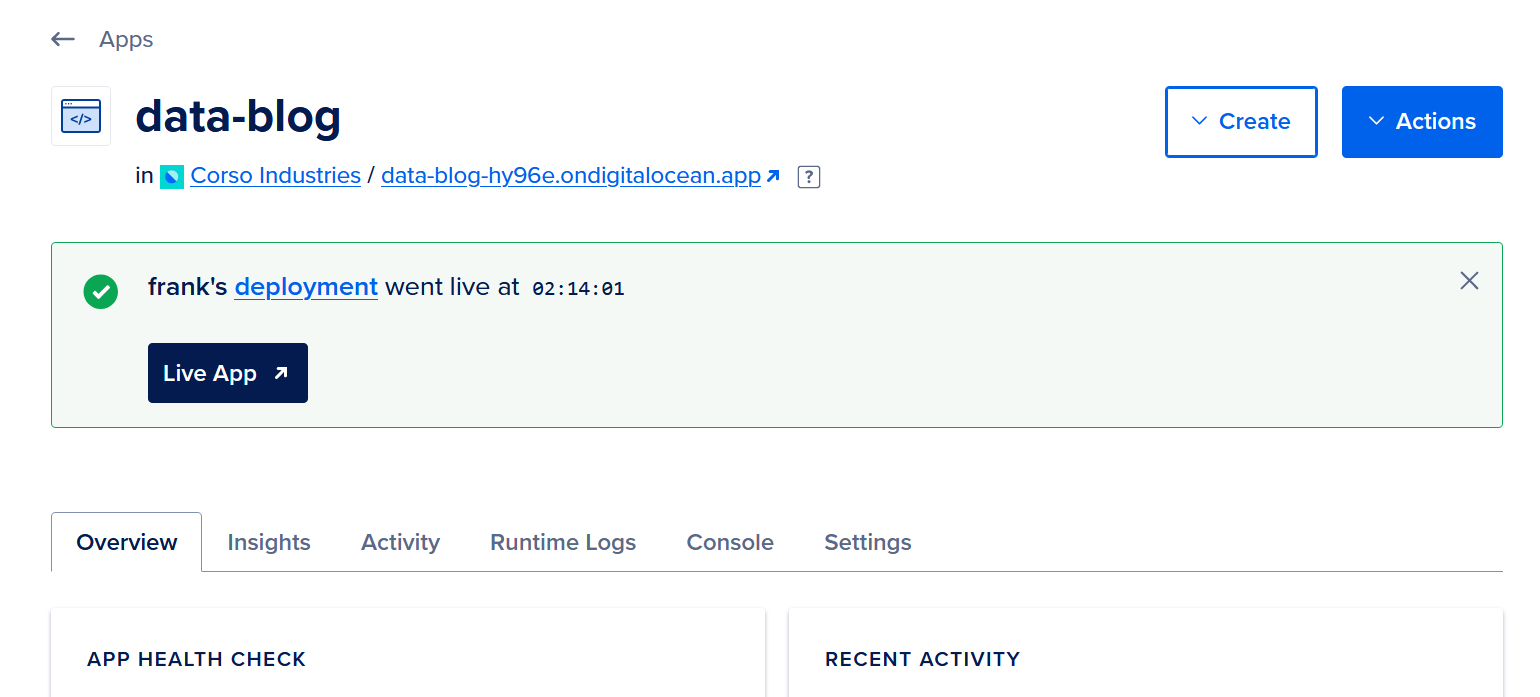 Apps
data-blog
Create
Actions
in Corso Industries / data-blog-hy96e.ondigitalocean.app ?
frank's deployment went live at 02:14:01
Live App
Overview Insights Activity Runtime Logs Console Settings
APP HEALTH CHECK
RECENT ACTIVITY